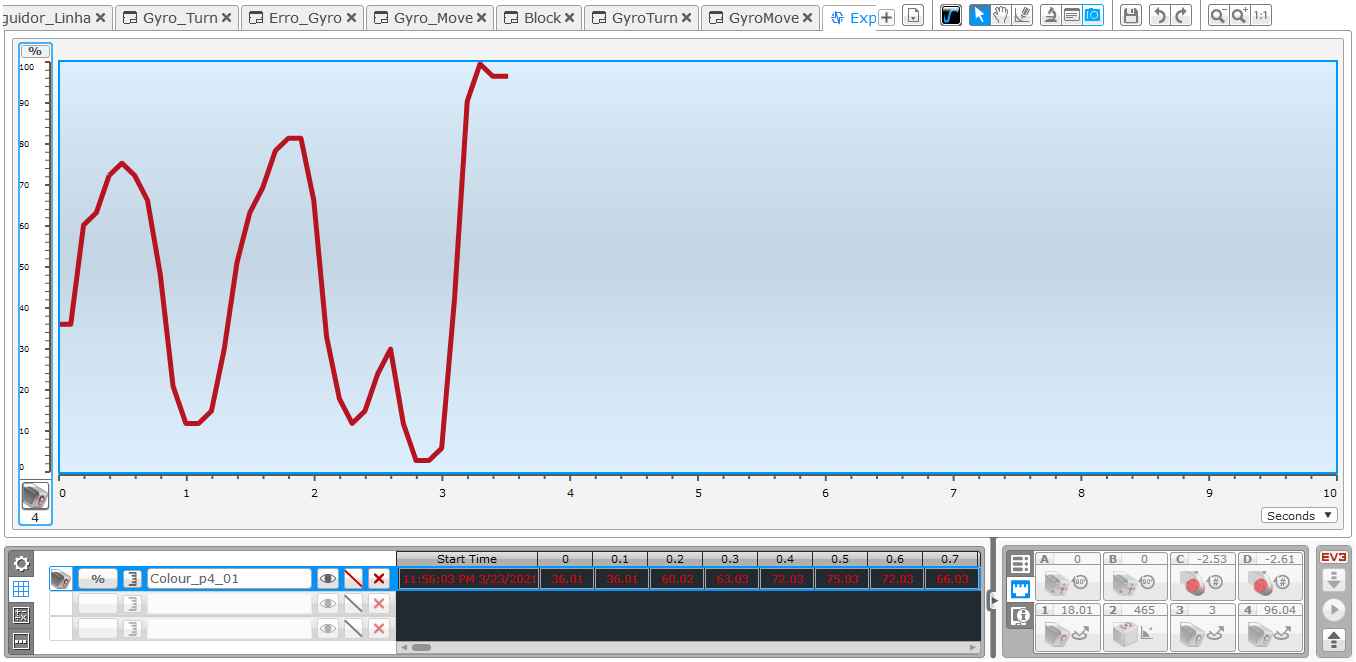 guidor_Linha Gyro_Turn Erro_Gyro Gyro_Move Block GyroTurn GyroMove Exp 1:1
%
100
90
80
70
60
50
40
30
20
10
0
0 1 2 3 4 5 6 7 8 9 10
4
Seconds
Start Time 0 0.1 0.2 0.3 0.4 0.5 0.6 0.7
% Colour_p4_01 11:56:03 PM 3/23/2021 36.01 36.01 60.02 63.03 72.03 75.03 72.03 66.03
A 0 B 0 C -2.53 D -2.61
1 18.01 2 465 3 3 4 96.04
EV3